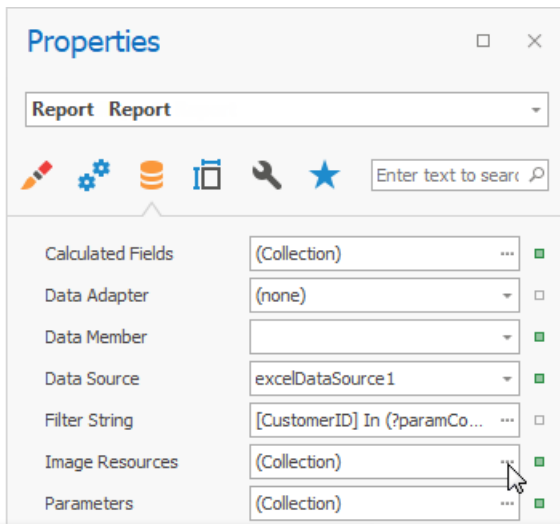 Properties
Report Report
Enter text to searc
Calculated Fields (Collection)
Data Adapter (none)
Data Member
Data Source excelDataSource1
Filter String [CustomerID] In (?paramCo...
Image Resources (Collection)
Parameters (Collection)